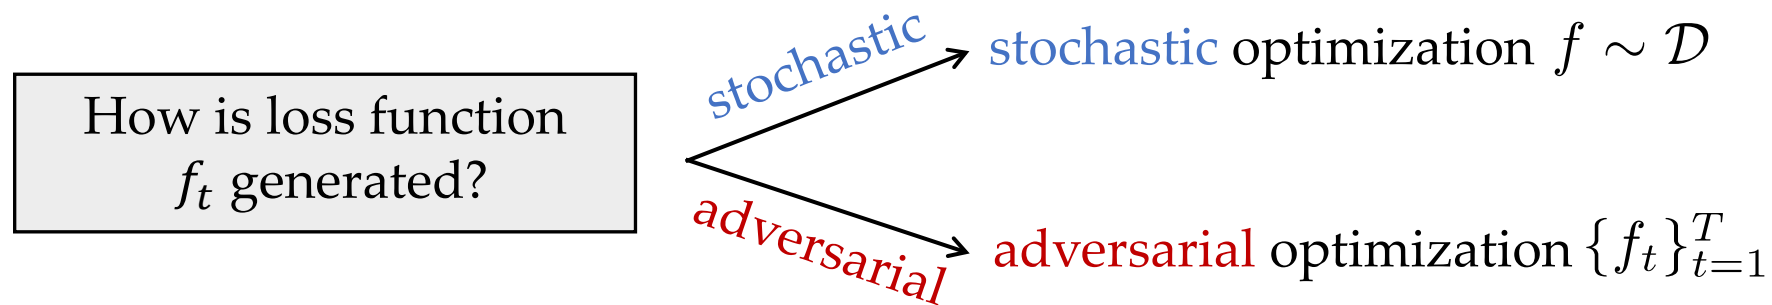 How is loss function
f_t generated?
stochastic
stochastic optimization f ∼ 𝒟
adversarial
adversarial optimization {f_t}_{t=1}^T